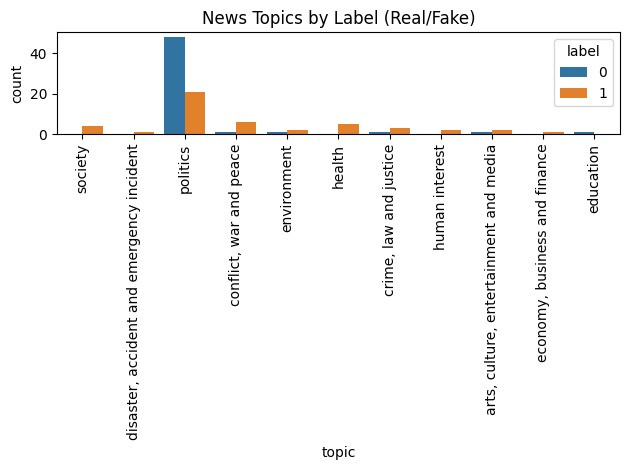 News Topics by Label (Real/Fake)
count
40
20
0
label
0
1
society
disaster, accident and emergency incident
politics
conflict, war and peace
environment
health
crime, law and justice
human interest
arts, culture, entertainment and media
economy, business and finance
education
topic